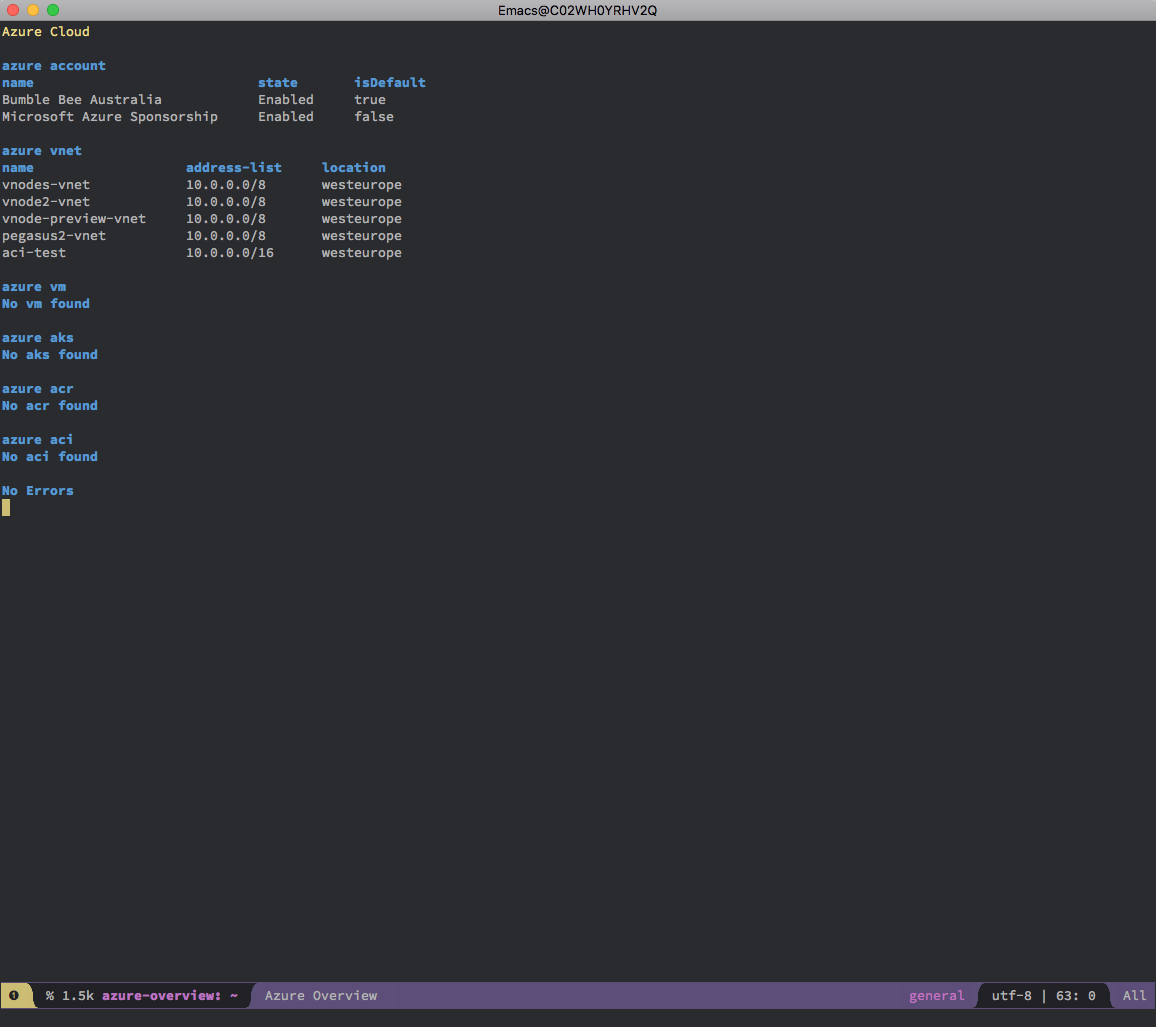 Emacs@C02WH0YRHV2Q
Azure Cloud
azure account
name state isDefault
Bumble Bee Australia Enabled true
Microsoft Azure Sponsorship Enabled false
azure vnet
name address-list location
vnodes-vnet 10.0.0.0/8 westeurope
vnode2-vnet 10.0.0.0/8 westeurope
vnode-preview-vnet 10.0.0.0/8 westeurope
pegasus2-vnet 10.0.0.0/8 westeurope
aci-test 10.0.0.0/16 westeurope
azure vm
No vm found
azure aks
No aks found
azure acr
No acr found
azure aci
No aci found
No Errors
❶ % 1.5k azure-overview: ~ Azure Overview general utf-8 | 63: 0 All